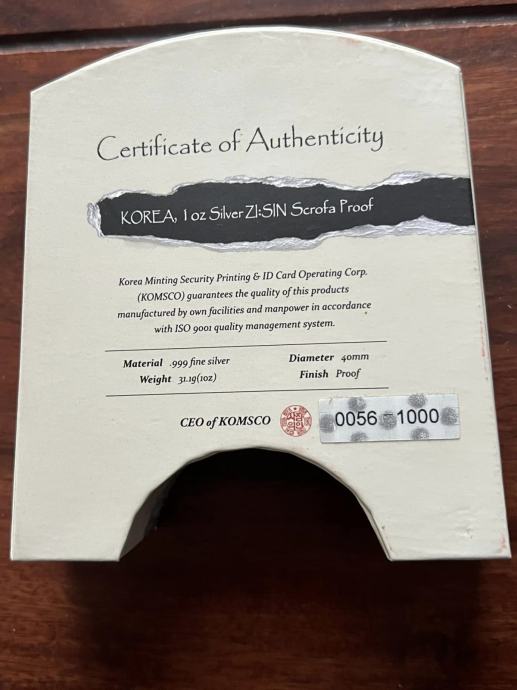 Certificate of Authenticity
KOREA, 1 oz Silver ZI:SIN Scrofa Proof
Korea Minting Security Printing & ID Card Operating Corp.
(KOMSCO) guarantees the quality of this products
manufactured by own facilities and manpower in accordance
with ISO 9001 quality management system.
Material .999 fine silver Diameter 40mm
Weight 31.1g(1oz) Finish Proof
CEO of KOMSCO 0056 - 1000